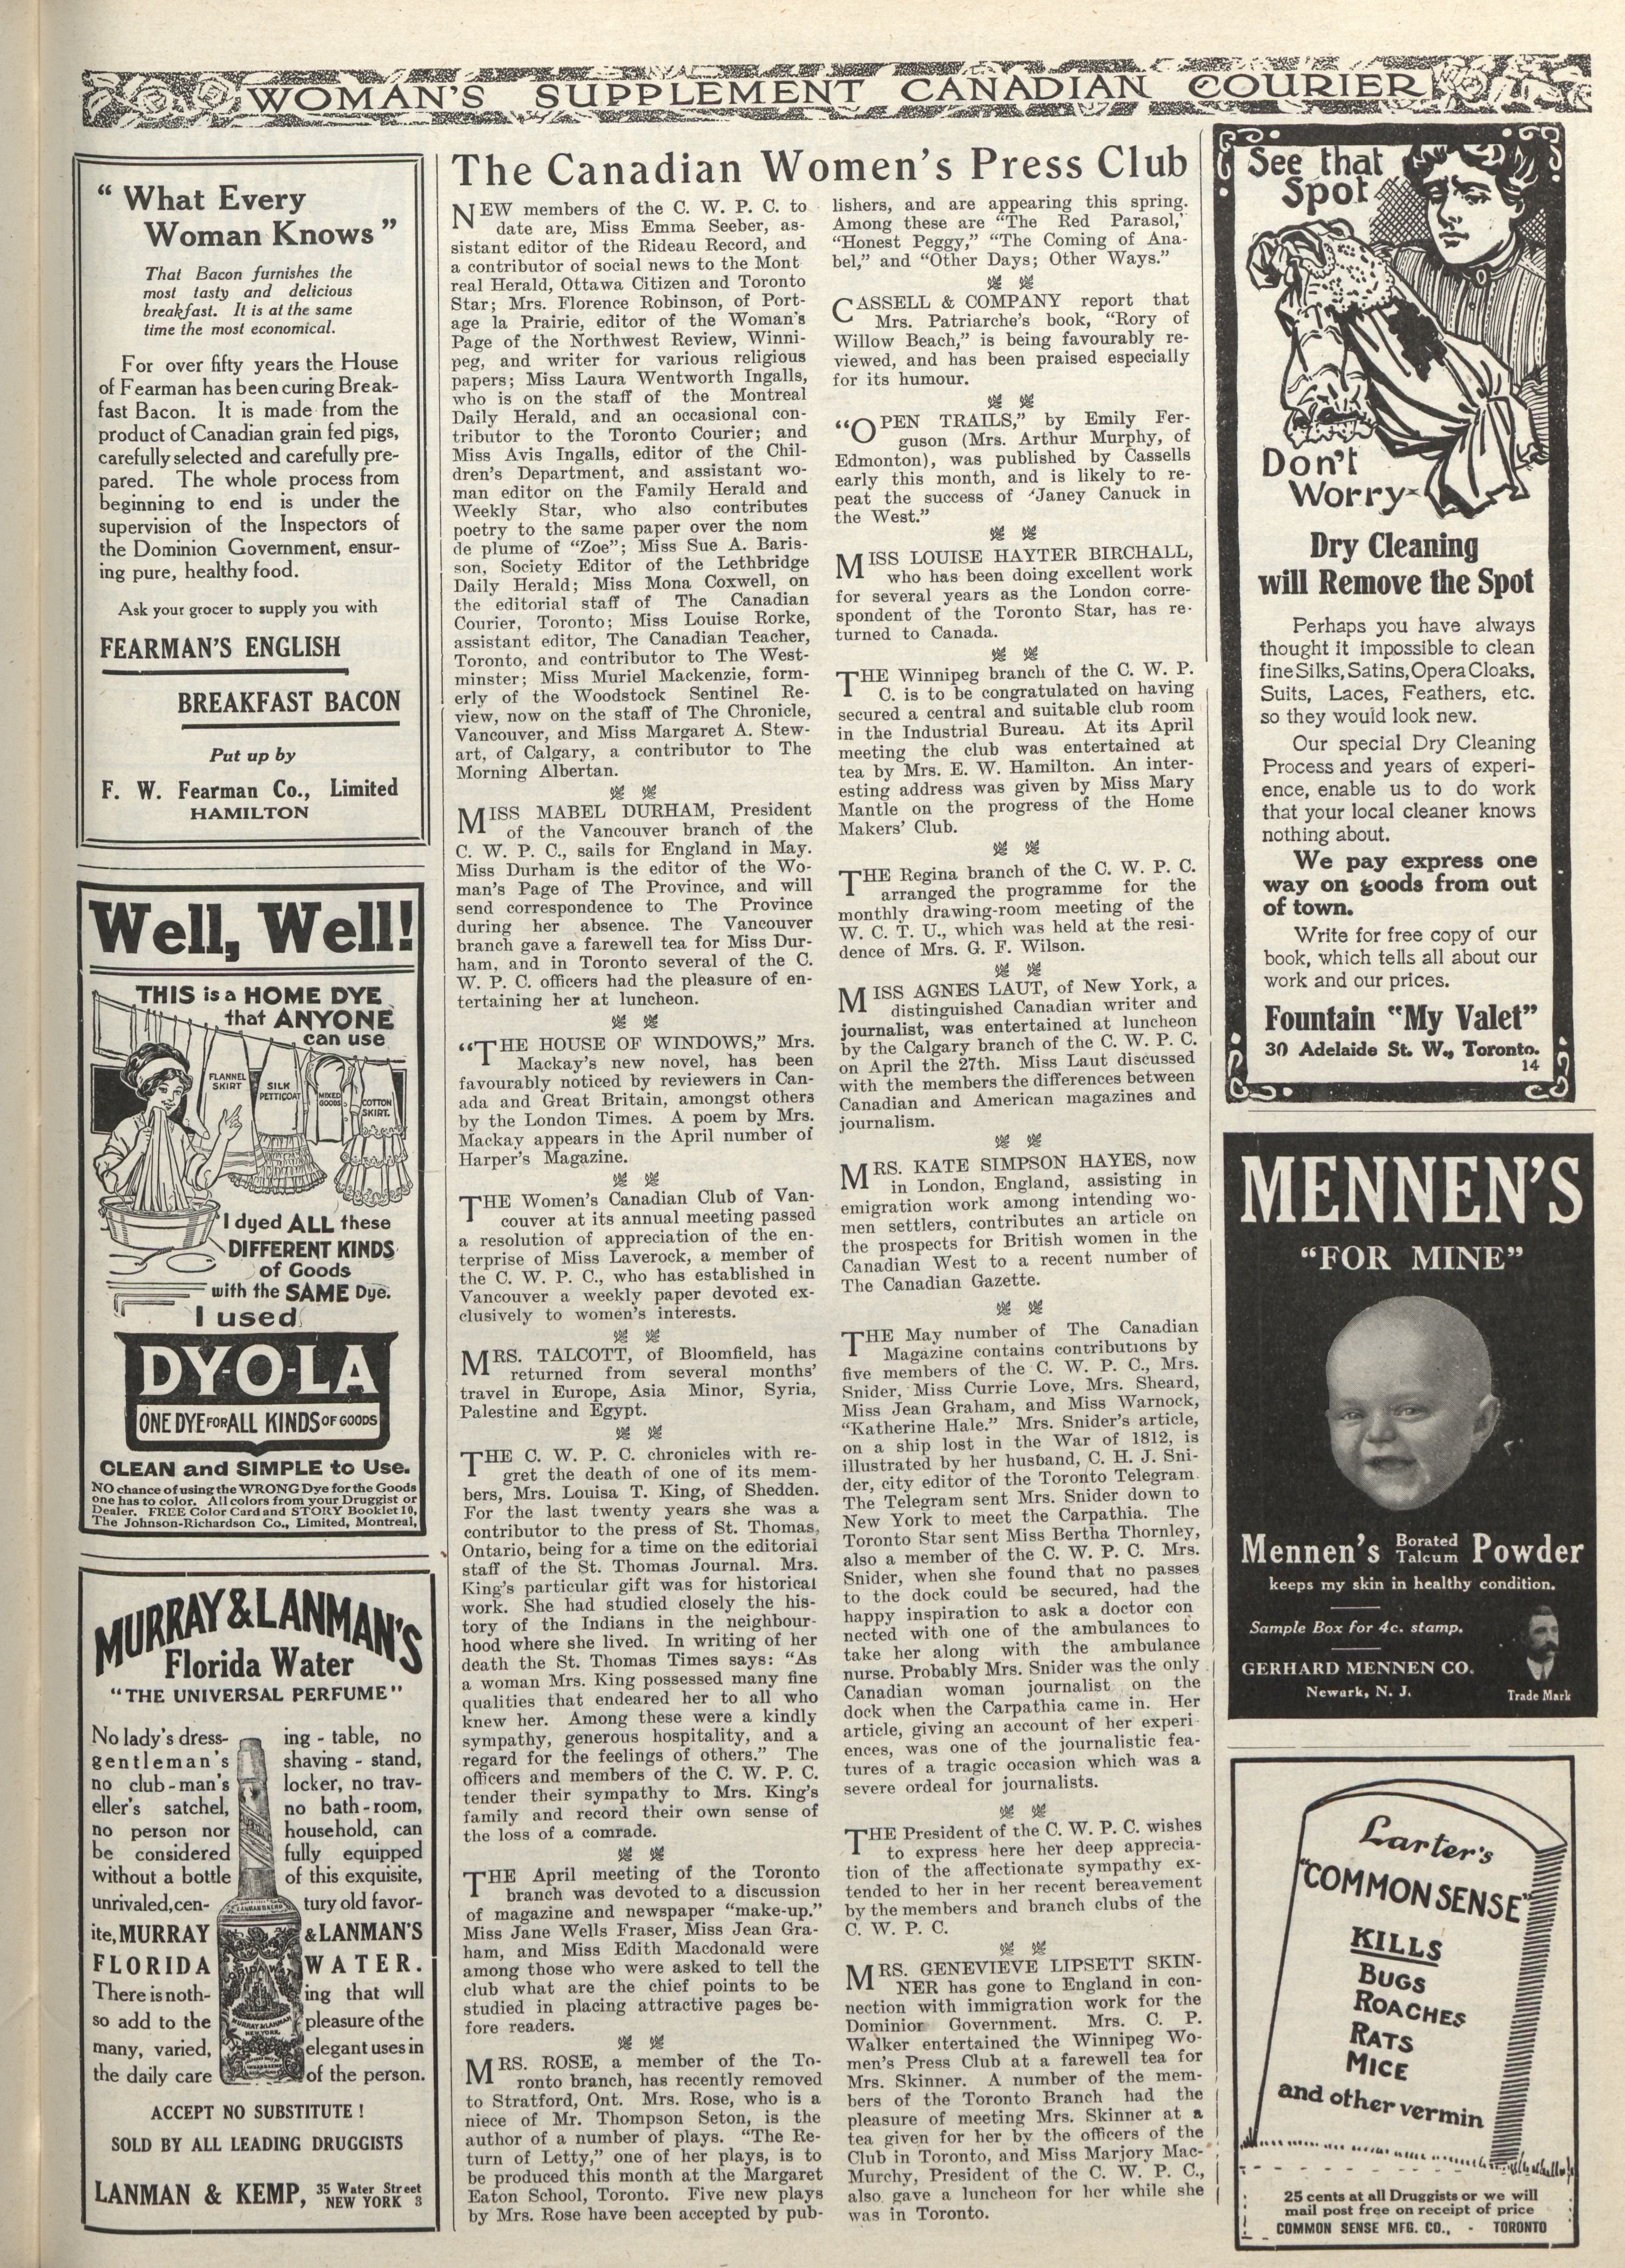 WOMAN'S SUPPLEMENT CANADIAN COURIER
“ What Every
Woman Knows ”
That Bacon furnishes the
most tasty and delicious
breakfast. It is at the same
time the most economical.
For over fifty years the House
of Fearman has been curing Break-
fast Bacon. It is made from the
product of Canadian grain fed pigs,
carefully selected and carefully pre-
pared. The whole process from
beginning to end is under the
supervision of the Inspectors of
the Dominion Government, ensur-
ing pure, healthy food.
Ask your grocer to supply you with
FEARMAN'S ENGLISH
BREAKFAST BACON
Put up by
F. W. Fearman Co., Limited
HAMILTON
Well, Well!
THIS is a HOME DYE
that ANYONE
can use
FLANNEL
SKIRT
SILK
PETTICOAT
MIXED
GOODS
COTTON
SKIRT.
I dyed ALL these
DIFFERENT KINDS
of Goods
with the SAME Dye.
I used
DY-O-LA
ONE DYE FOR ALL KINDS OF GOODS
CLEAN and SIMPLE to Use.
NO chance of using the WRONG Dye for the Goods
one has to color. All colors from your Druggist or
Dealer. FREE Color Card and STORY Booklet 10,
The Johnson-Richardson Co., Limited, Montreal,
MURRAY & LANMAN'S
Florida Water
"THE UNIVERSAL PERFUME"
No lady's dress- ing - table, no
gentleman's shaving - stand,
no club-man's locker, no trav-
eller's satchel, no bath-room,
no person nor household, can
be considered fully equipped
without a bottle of this exquisite,
unrivaled, cen- tury old favor-
ite, MURRAY & LANMAN'S
FLORIDA WATER.
There is noth- ing that will
so add to the pleasure of the
many, varied, elegant uses in
the daily care of the person.
ACCEPT NO SUBSTITUTE !
SOLD BY ALL LEADING DRUGGISTS
LANMAN & KEMP, 35 Water Street
NEW YORK 3
The Canadian Women's Press Club
NEW members of the C. W. P. C. to
date are, Miss Emma Seeber, as-
sistant editor of the Rideau Record, and
a contributor of social news to the Mont
real Herald, Ottawa Citizen and Toronto
Star; Mrs. Florence Robinson, of Port-
age la Prairie, editor of the Woman's
Page of the Northwest Review, Winni-
peg, and writer for various religious
papers; Miss Laura Wentworth Ingalls,
who is on the staff of the Montreal
Daily Herald, and an occasional con-
tributor to the Toronto Courier; and
Miss Avis Ingalls, editor of the Chil-
dren's Department, and assistant wo-
man editor on the Family Herald and
Weekly Star, who also contributes
poetry to the same paper over the nom
de plume of "Zoe"; Miss Sue A. Baris-
son, Society Editor of the Lethbridge
Daily Herald; Miss Mona Coxwell, on
the editorial staff of The Canadian
Courier, Toronto; Miss Louise Rorke,
assistant editor, The Canadian Teacher,
Toronto, and contributor to The West-
minster; Miss Muriel Mackenzie, form-
erly of the Woodstock Sentinel Re-
view, now on the staff of The Chronicle,
Vancouver, and Miss Margaret A. Stew-
art, of Calgary, a contributor to The
Morning Albertan.
MISS MABEL DURHAM, President
of the Vancouver branch of the
C. W. P. C., sails for England in May.
Miss Durham is the editor of the Wo-
man's Page of The Province, and will
send correspondence to The Province
during her absence. The Vancouver
branch gave a farewell tea for Miss Dur-
ham, and in Toronto several of the C.
W. P. C. officers had the pleasure of en-
tertaining her at luncheon.
"THE HOUSE OF WINDOWS," Mrs.
Mackay's new novel, has been
favourably noticed by reviewers in Can-
ada and Great Britain, amongst others
by the London Times. A poem by Mrs.
Mackay appears in the April number of
Harper's Magazine.
THE Women's Canadian Club of Van-
couver at its annual meeting passed
a resolution of appreciation of the en-
terprise of Miss Laverock, a member of
the C. W. P. C., who has established in
Vancouver a weekly paper devoted ex-
clusively to women's interests.
MRS. TALCOTT, of Bloomfield, has
returned from several months'
travel in Europe, Asia Minor, Syria,
Palestine and Egypt.
THE C. W. P. C. chronicles with re-
gret the death of one of its mem-
bers, Mrs. Louisa T. King, of Shedden.
For the last twenty years she was a
contributor to the press of St. Thomas,
Ontario, being for a time on the editorial
staff of the St. Thomas Journal. Mrs.
King's particular gift was for historical
work. She had studied closely the his-
tory of the Indians in the neighbour-
hood where she lived. In writing of her
death the St. Thomas Times says: "As
a woman Mrs. King possessed many fine
qualities that endeared her to all who
knew her. Among these were a kindly
sympathy, generous hospitality, and a
regard for the feelings of others." The
officers and members of the C. W. P. C.
tender their sympathy to Mrs. King's
family and record their own sense of
the loss of a comrade.
THE April meeting of the Toronto
branch was devoted to a discussion
of magazine and newspaper "make-up."
Miss Jane Wells Fraser, Miss Jean Gra-
ham, and Miss Edith Macdonald were
among those who were asked to tell the
club what are the chief points to be
studied in placing attractive pages be-
fore readers.
MRS. ROSE, a member of the To-
ronto branch, has recently removed
to Stratford, Ont. Mrs. Rose, who is a
niece of Mr. Thompson Seton, is the
author of a number of plays. "The Re-
turn of Letty," one of her plays, is to
be produced this month at the Margaret
Eaton School, Toronto. Five new plays
by Mrs. Rose have been accepted by pub-
lishers, and are appearing this spring.
Among these are "The Red Parasol,'
"Honest Peggy," "The Coming of Ana-
bel," and "Other Days; Other Ways."
CASSELL & COMPANY report that
Mrs. Patriarche's book, "Rory of
Willow Beach," is being favourably re-
viewed, and has been praised especially
for its humour.
"OPEN TRAILS," by Emily Fer-
guson (Mrs. Arthur Murphy, of
Edmonton), was published by Cassells
early this month, and is likely to re-
peat the success of "Janey Canuck in
the West."
MISS LOUISE HAYTER BIRCHALL,
who has been doing excellent work
for several years as the London corre-
spondent of the Toronto Star, has re-
turned to Canada.
THE Winnipeg branch of the C. W. P.
C. is to be congratulated on having
secured a central and suitable club room
in the Industrial Bureau. At its April
meeting the club was entertained at
tea by Mrs. E. W. Hamilton. An inter-
esting address was given by Miss Mary
Mantle on the progress of the Home
Makers' Club.
THE Regina branch of the C. W. P. C.
arranged the programme for the
monthly drawing-room meeting of the
W. C. T. U., which was held at the resi-
dence of Mrs. G. F. Wilson.
MISS AGNES LAUT, of New York, a
distinguished Canadian writer and
journalist, was entertained at luncheon
by the Calgary branch of the C. W. P. C.
on April the 27th. Miss Laut discussed
with the members the differences between
Canadian and American magazines and
journalism.
MRS. KATE SIMPSON HAYES, now
in London, England, assisting in
emigration work among intending wo-
men settlers, contributes an article on
the prospects for British women in the
Canadian West to a recent number of
The Canadian Gazette.
THE May number of The Canadian
Magazine contains contributions by
five members of the C. W. P. C., Mrs.
Snider, Miss Currie Love, Mrs. Sheard,
Miss Jean Graham, and Miss Warnock,
"Katherine Hale." Mrs. Snider's article,
on a ship lost in the War of 1812, is
illustrated by her husband, C. H. J. Sni-
der, city editor of the Toronto Telegram.
The Telegram sent Mrs. Snider down to
New York to meet the Carpathia. The
Toronto Star sent Miss Bertha Thornley,
also a member of the C. W. P. C. Mrs.
Snider, when she found that no passes
to the dock could be secured, had the
happy inspiration to ask a doctor con
nected with one of the ambulances to
take her along with the ambulance
nurse. Probably Mrs. Snider was the only
Canadian woman journalist on the
dock when the Carpathia came in. Her
article, giving an account of her experi
ences, was one of the journalistic fea-
tures of a tragic occasion which was a
severe ordeal for journalists.
THE President of the C. W. P. C. wishes
to express here her deep apprecia-
tion of the affectionate sympathy ex-
tended to her in her recent bereavement
by the members and branch clubs of the
C. W. P. C.
MRS. GENEVIEVE LIPSETT SKIN-
NER has gone to England in con-
nection with immigration work for the
Dominior Government. Mrs. C. P.
Walker entertained the Winnipeg Wo-
men's Press Club at a farewell tea for
Mrs. Skinner. A number of the mem-
bers of the Toronto Branch had the
pleasure of meeting Mrs. Skinner at a
tea given for her by the officers of the
Club in Toronto, and Miss Marjory Mac-
Murchy, President of the C. W. P. C.,
also gave a luncheon for her while she
was in Toronto.
See that
Spot
Don't
Worry
Dry Cleaning
will Remove the Spot
Perhaps you have always
thought it impossible to clean
fine Silks, Satins, Opera Cloaks,
Suits, Laces, Feathers, etc.
so they would look new.
Our special Dry Cleaning
Process and years of experi-
ence, enable us to do work
that your local cleaner knows
nothing about.
We pay express one
way on goods from out
of town.
Write for free copy of our
book, which tells all about our
work and our prices.
Fountain "My Valet"
30 Adelaide St. W., Toronto.
14
MENNEN'S
"FOR MINE"
Mennen's Borated Talcum Powder
keeps my skin in healthy condition.
Sample Box for 4c. stamp.
GERHARD MENNEN CO.
Newark, N. J.
Trade Mark
Larter's
"COMMON SENSE"
KILLS
BUGS
ROACHES
RATS
MICE
and other vermin
25 cents at all Druggists or we will
mail post free on receipt of price
COMMON SENSE MFG. CO., - TORONTO